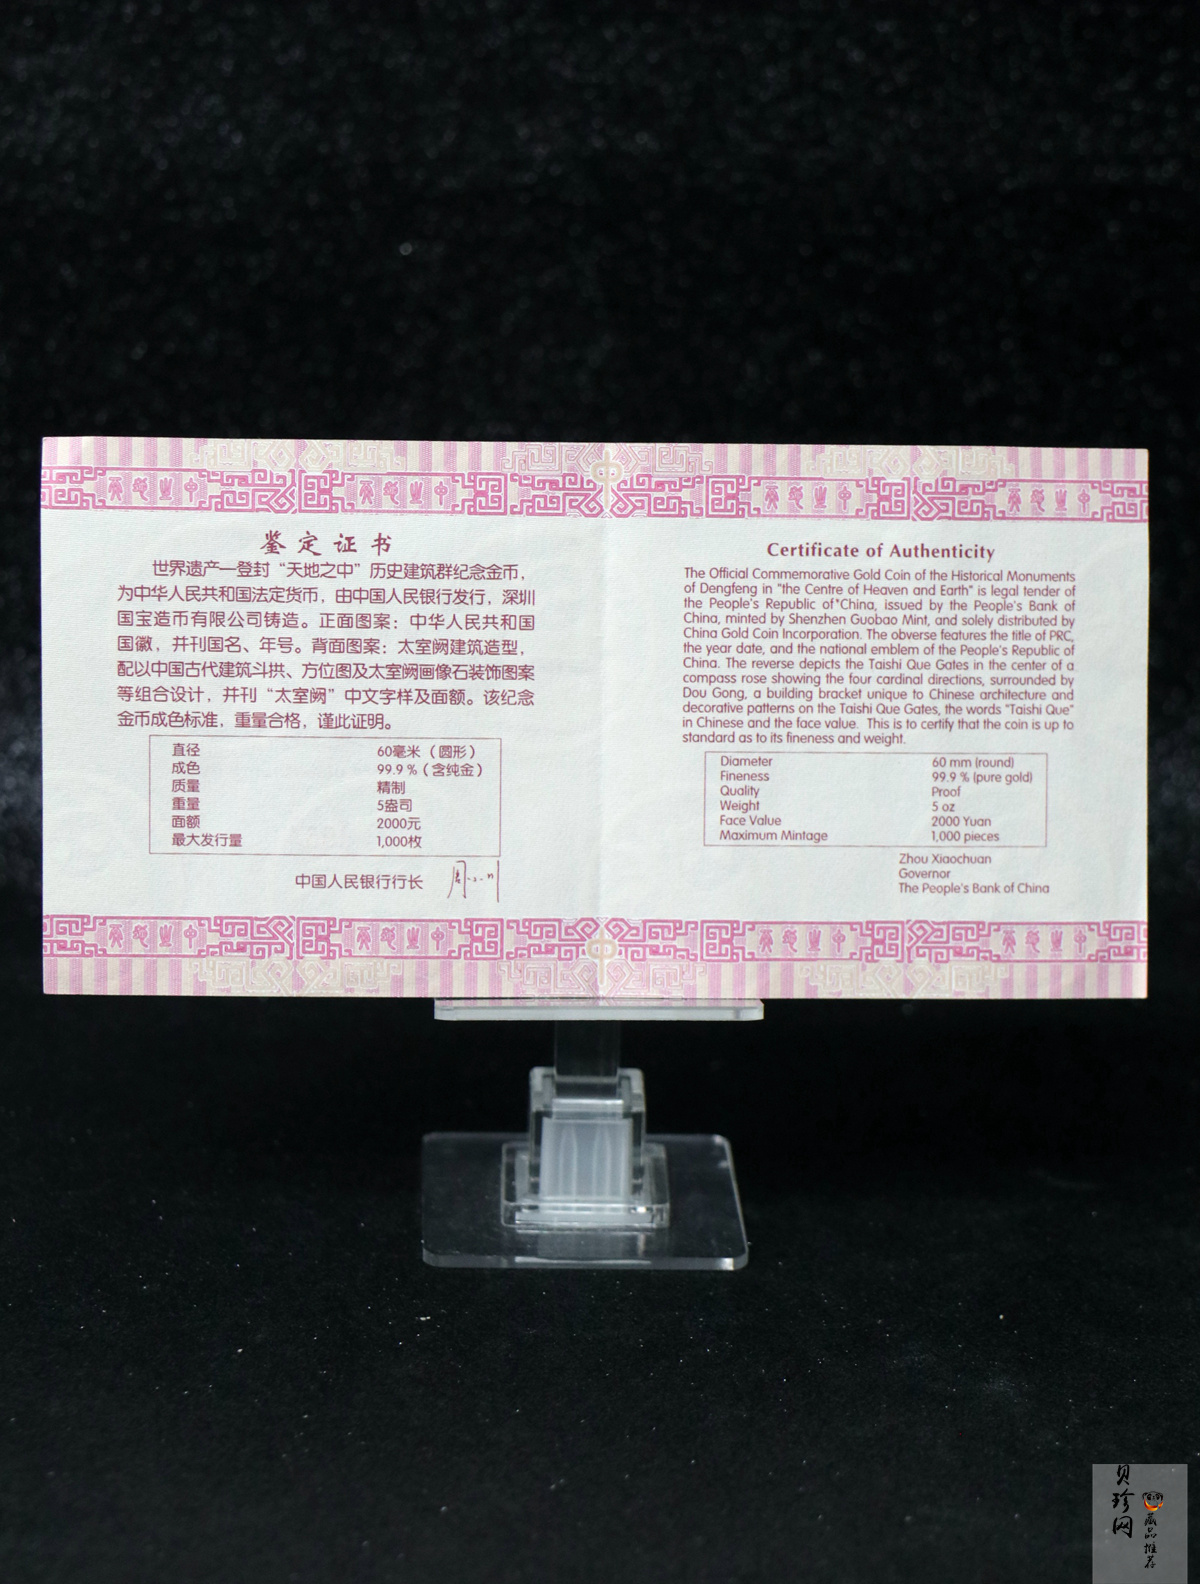 鉴定证书
世界遗产—登封“天地之中”历史建筑群纪念金币，
为中华人民共和国法定货币，由中国人民银行发行，深圳
国宝造币有限公司铸造。正面图案：中华人民共和国
国徽，并刊国名、年号。背面图案：太室阙建筑造型，
配以中国古代建筑斗拱、方位图及太室阙画像石装饰图案
等组合设计，并刊“太室阙”中文字样及面额。该纪念
金币成色标准，重量合格，谨此证明。
直径 60毫米（圆形）
成色 99.9%（含纯金）
质量 精制
重量 5盎司
面额 2000元
最大发行量 1,000枚
中国人民银行行长
Certificate of Authenticity
The Official Commemorative Gold Coin of the Historical Monuments
of Dengfeng in "the Centre of Heaven and Earth" is legal tender of
the People's Republic of China, issued by the People's Bank of
China, minted by Shenzhen Guobao Mint, and solely distributed by
China Gold Coin Incorporation. The obverse features the title of PRC,
the year date, and the national emblem of the People's Republic of
China. The reverse depicts the Taishi Que Gates in the center of a
compass rose showing the four cardinal directions, surrounded by
Dou Gong, a building bracket unique to Chinese architecture and
decorative patterns on the Taishi Que Gates, the words "Taishi Que"
in Chinese and the face value. This is to certify that the coin is up to
standard as to its fineness and weight.
Diameter 60 mm (round)
Fineness 99.9 % (pure gold)
Quality Proof
Weight 5 oz
Face Value 2000 Yuan
Maximum Mintage 1,000 pieces
Zhou Xiaochuan
Governor
The People's Bank of China
贝珍网
藏品推荐